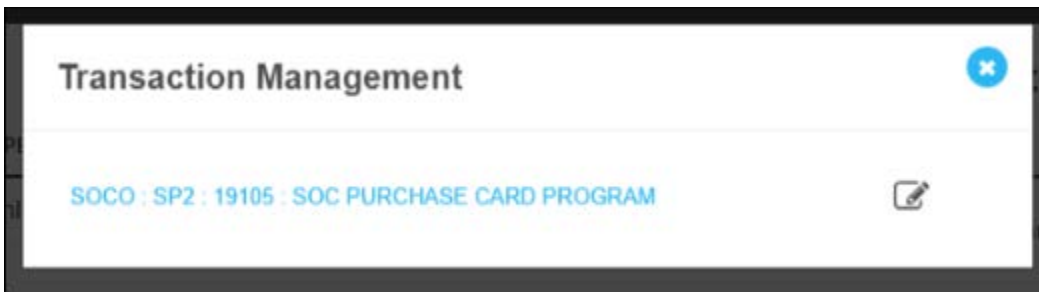 Transaction Management
SOCO : SP2 : 19105 : SOC PURCHASE CARD PROGRAM